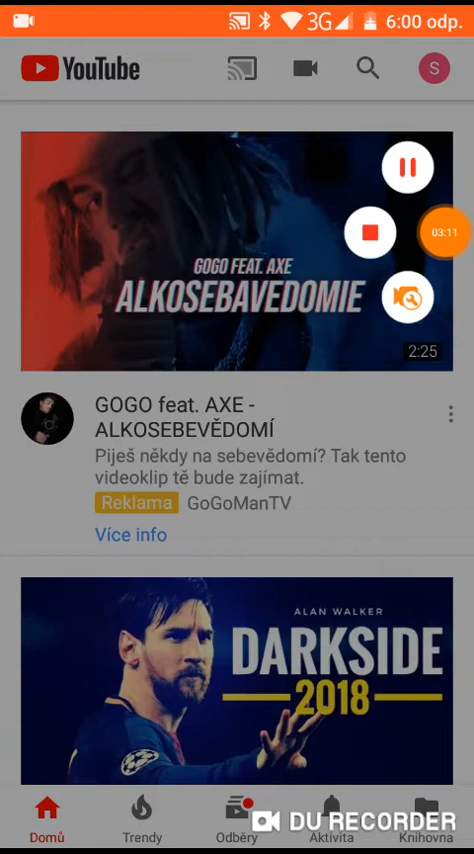 3G 6:00 odp.
YouTube
S
03:11
GOGO FEAT. AXE
ALKOSEBAVEDOMIE
2:25
GOGO feat. AXE -
ALKOSEBEVĚDOMÍ
Piješ někdy na sebevědomí? Tak tento
videoklip tě bude zajímat.
Reklama GoGoManTV
Více info
ALAN WALKER
DARKSIDE
2018
DU RECORDER
Domů Trendy Odběry Aktivita Knihovna